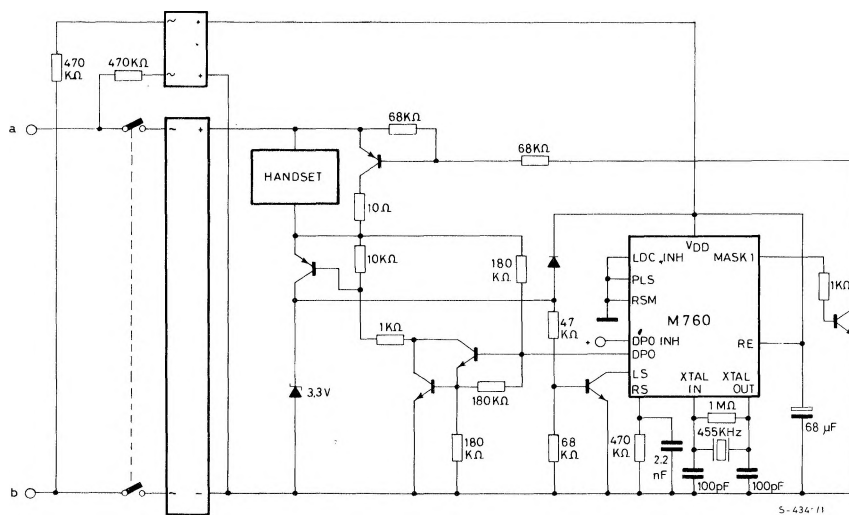 ~ +
470
KΩ
470KΩ
~ +
a
~ +
68KΩ
68KΩ
HANDSET
10Ω
VDD
LDC INH MASK 1
10KΩ
180
KΩ
PLS
1KΩ
RSM
M760
1KΩ
47
KΩ
+ DPO INH RE
DPO
LS
3,3V
180KΩ
RS XTAL XTAL
IN OUT
1MΩ
180
KΩ
68
KΩ
470
KΩ
455KHz
68 µF
2.2
nF
100pF 100pF
b
~ -